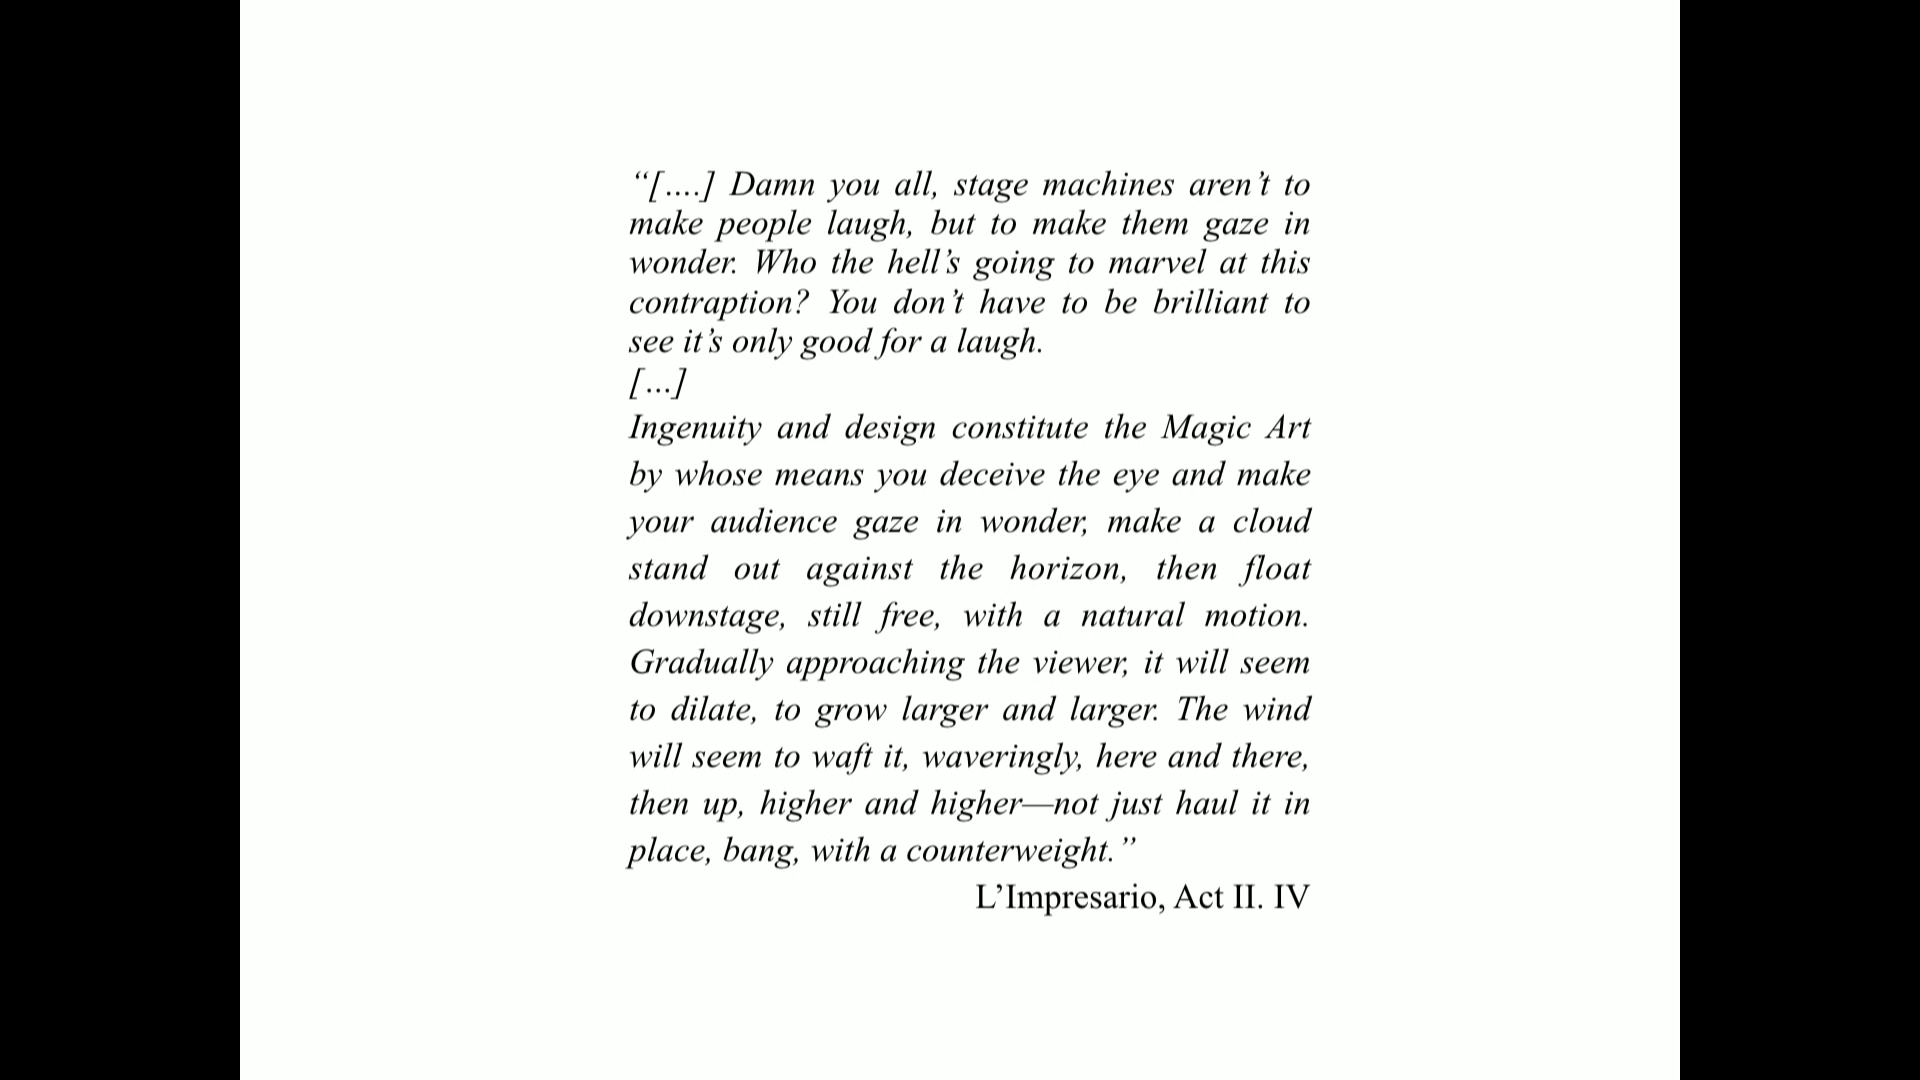 “[....] Damn you all, stage machines aren’t to
make people laugh, but to make them gaze in
wonder. Who the hell’s going to marvel at this
contraption? You don’t have to be brilliant to
see it’s only good for a laugh.
[...]
Ingenuity and design constitute the Magic Art
by whose means you deceive the eye and make
your audience gaze in wonder, make a cloud
stand out against the horizon, then float
downstage, still free, with a natural motion.
Gradually approaching the viewer, it will seem
to dilate, to grow larger and larger. The wind
will seem to waft it, waveringly, here and there,
then up, higher and higher—not just haul it in
place, bang, with a counterweight.”
L’Impresario, Act II. IV